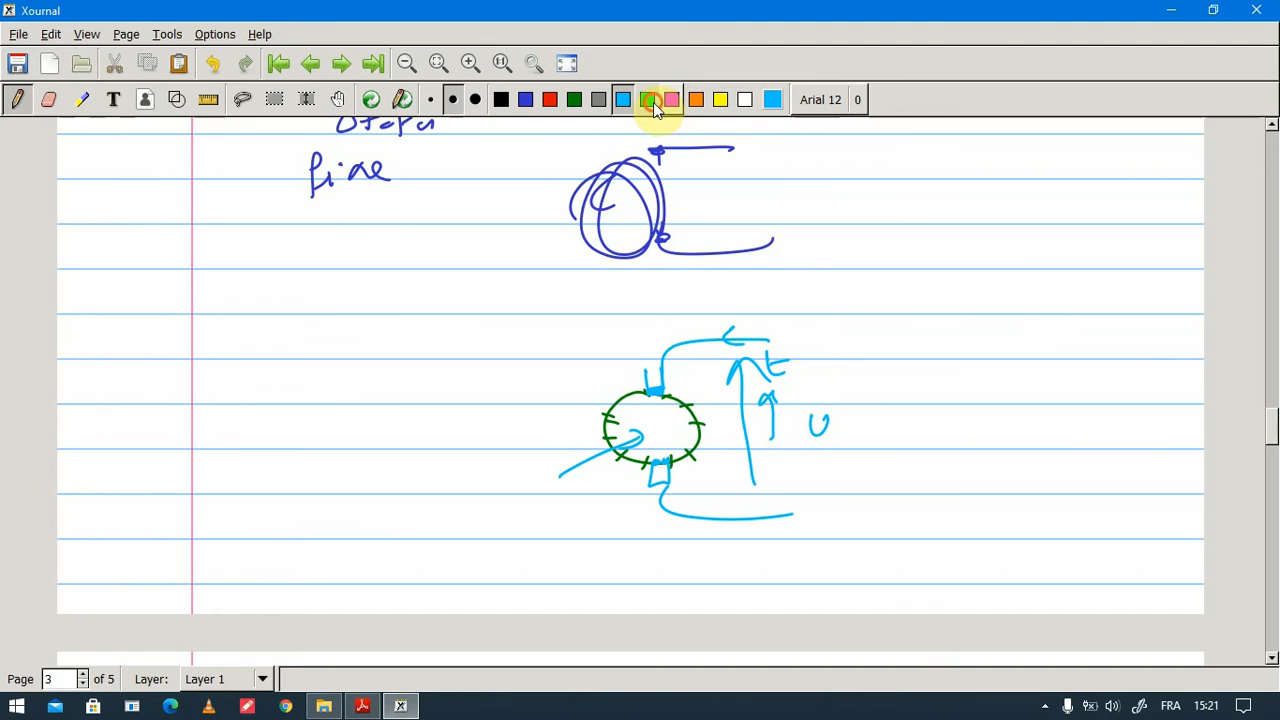 Xournal
File Edit View Page Tools Options Help
Arial 12 0
fixe
t
U
Page 3 of 5 Layer: Layer 1
FRA 15:21